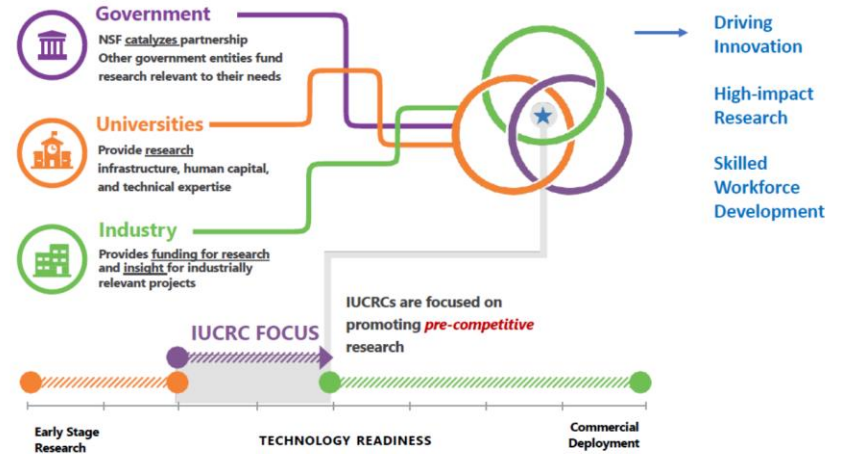 Government
NSF catalyzes partnership
Other government entities fund
research relevant to their needs
Universities
Provide research
infrastructure, human capital,
and technical expertise
Industry
Provides funding for research
and insight for industrially
relevant projects
Driving
Innovation
High-impact
Research
Skilled
Workforce
Development
IUCRC FOCUS
IUCRCs are focused on
promoting pre-competitive
research
Early Stage
Research
TECHNOLOGY READINESS
Commercial
Deployment